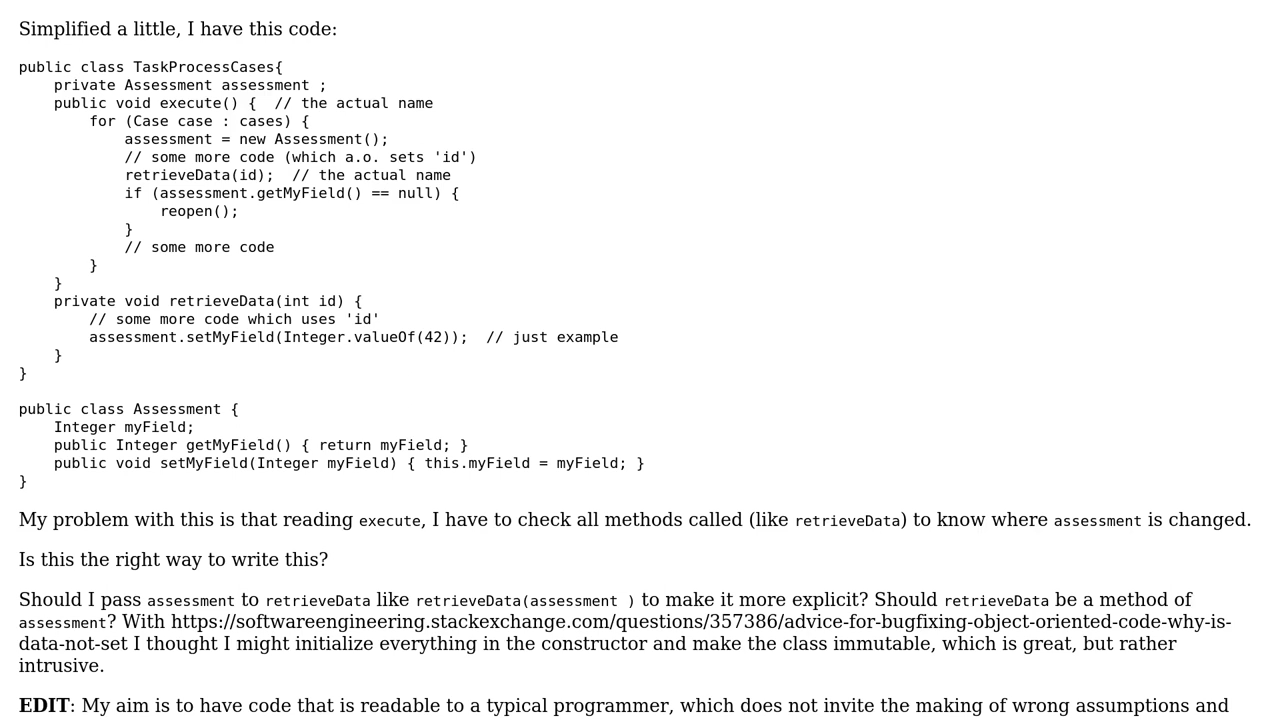 Simplified a little, I have this code:
public class TaskProcessCases{
    private Assessment assessment ;
    public void execute() {  // the actual name
        for (Case case : cases) {
            assessment = new Assessment();
            // some more code (which a.o. sets 'id')
            retrieveData(id);  // the actual name
            if (assessment.getMyField() == null) {
                reopen();
            }
            // some more code
        }
    }
    private void retrieveData(int id) {
        // some more code which uses 'id'
        assessment.setMyField(Integer.valueOf(42));  // just example
    }
}
public class Assessment {
    Integer myField;
    public Integer getMyField() { return myField; }
    public void setMyField(Integer myField) { this.myField = myField; }
}
My problem with this is that reading execute, I have to check all methods called (like retrieveData) to know where assessment is changed.
Is this the right way to write this?
Should I pass assessment to retrieveData like retrieveData(assessment ) to make it more explicit? Should retrieveData be a method of
assessment? With https://softwareengineering.stackexchange.com/questions/357386/advice-for-bugfixing-object-oriented-code-why-is-
data-not-set I thought I might initialize everything in the constructor and make the class immutable, which is great, but rather
intrusive.
EDIT: My aim is to have code that is readable to a typical programmer, which does not invite the making of wrong assumptions and